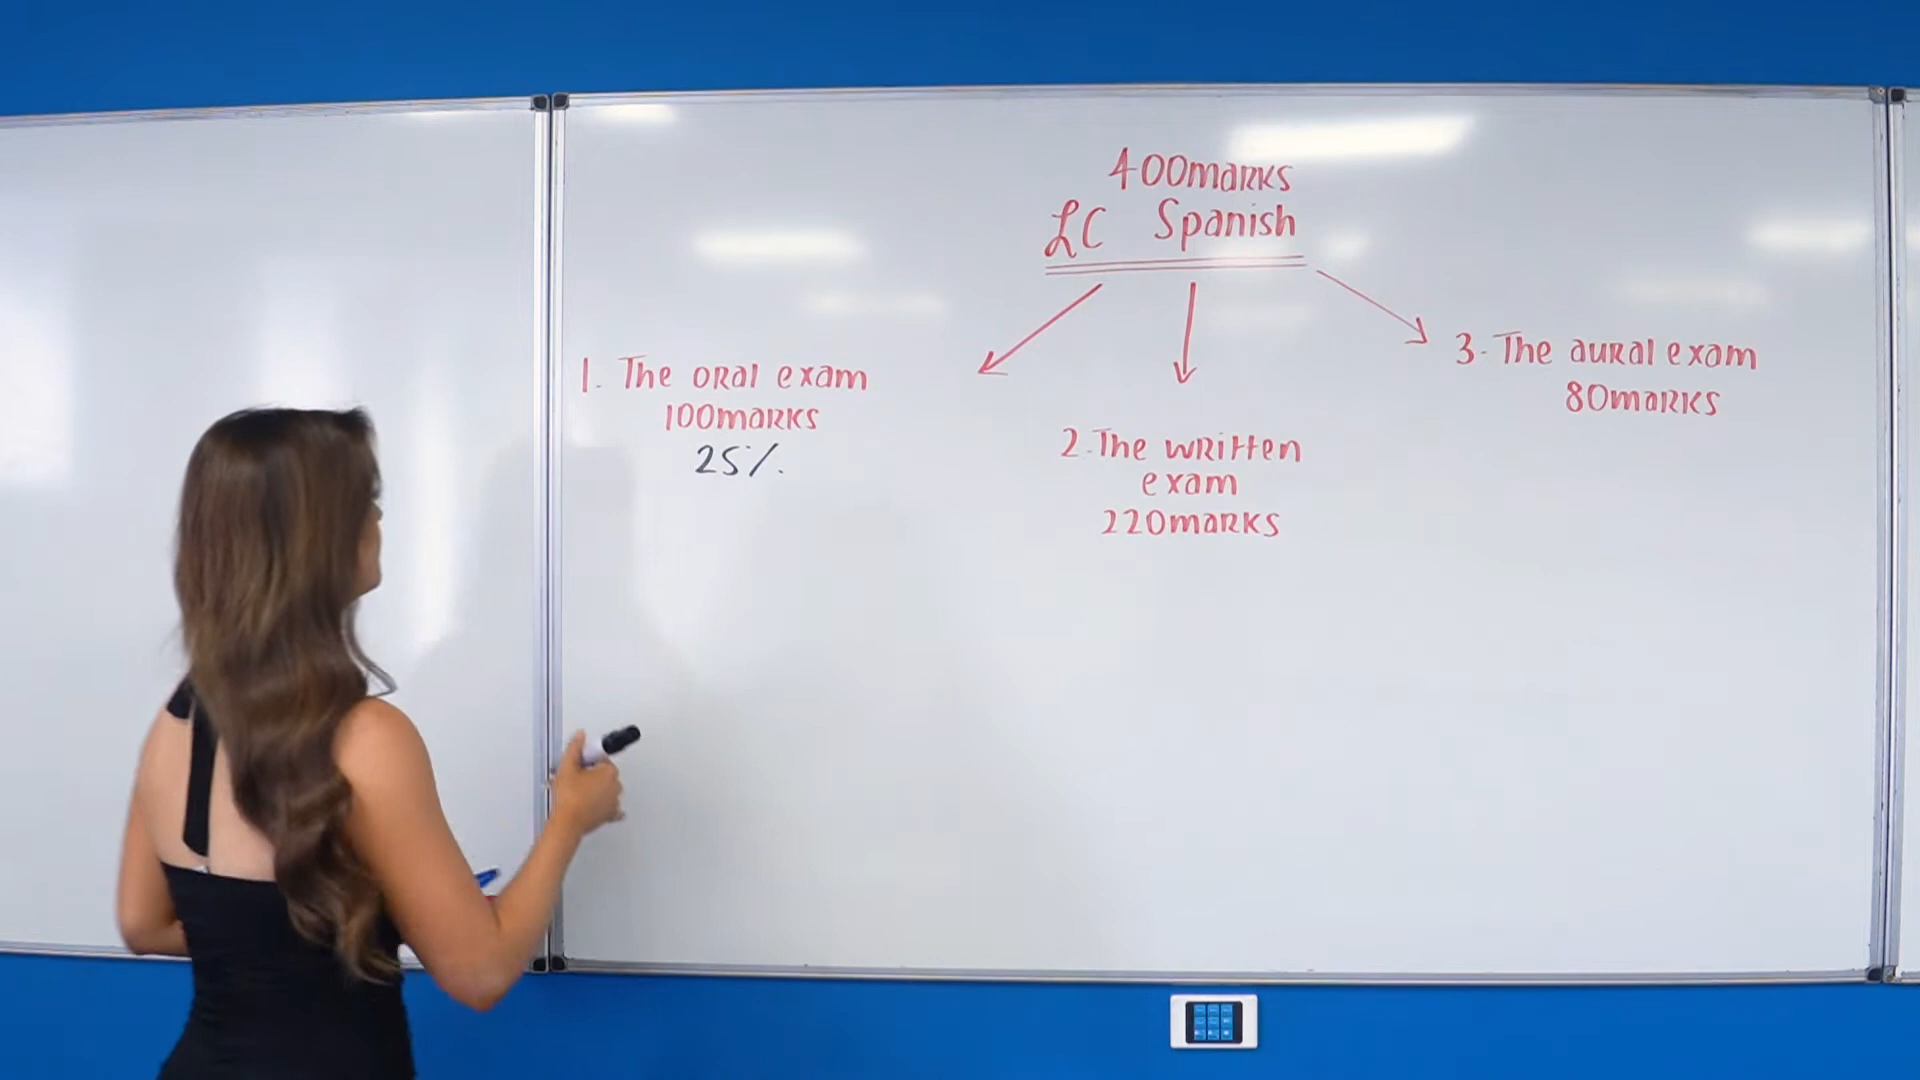 400marks
LC Spanish
1. The oral exam
100marks
25%
2. The written
exam
220marks
3. The aural exam
80marks